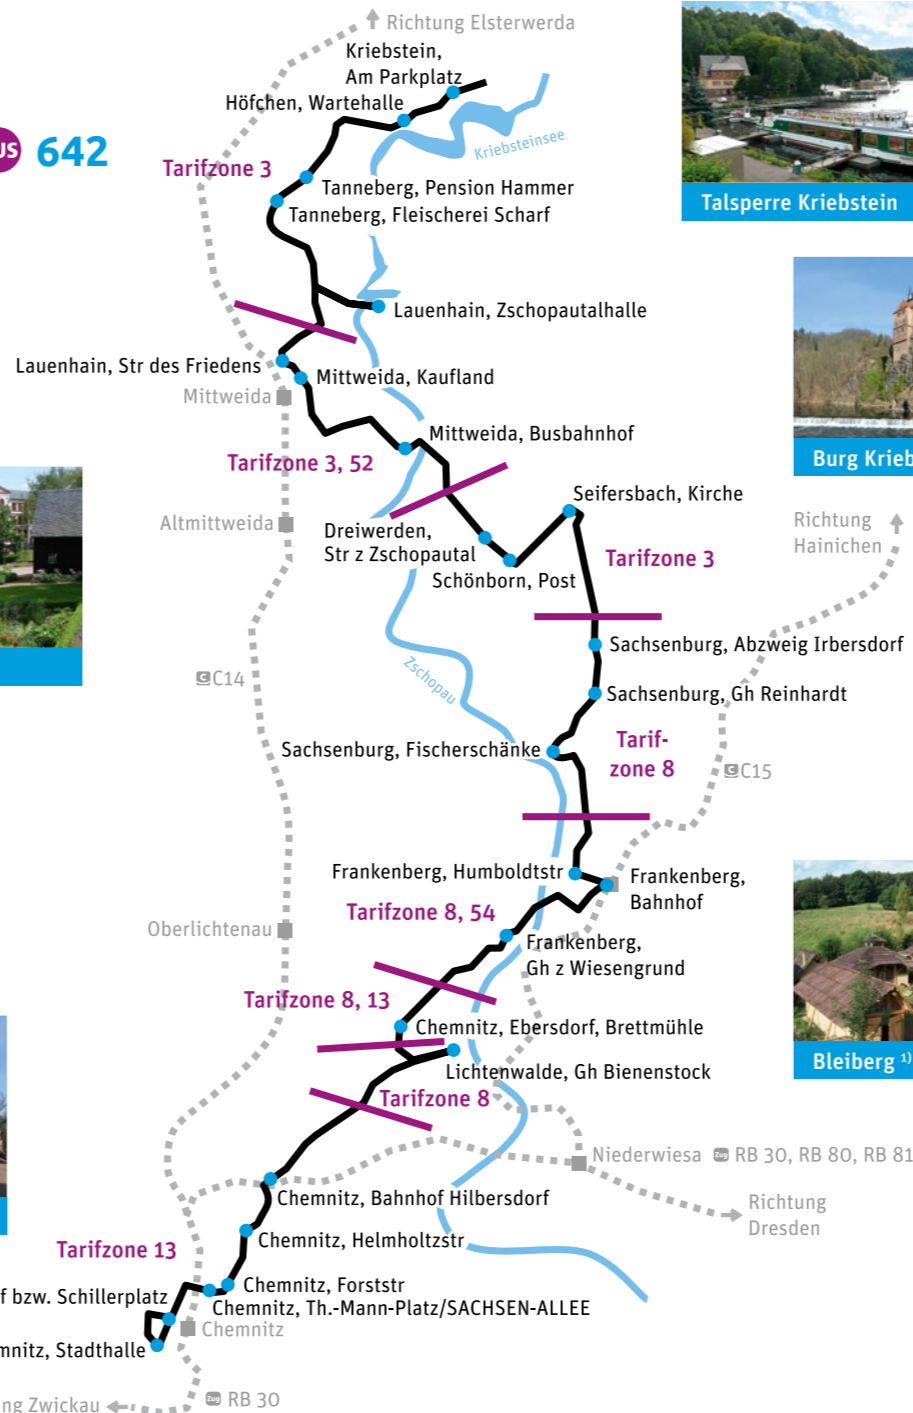 Richtung Elsterwerda
Kriebstein,
Am Parkplatz
Höfchen, Wartehalle
642
Kriebsteinsee
Tarifzone 3
Tanneberg, Pension Hammer
Tanneberg, Fleischerei Scharf
Talsperre Kriebstein
Lauenhain, Zschopautalhalle
Lauenhain, Str des Friedens
Mittweida, Kaufland
Mittweida
Mittweida, Busbahnhof
Tarifzone 3, 52
Burg Krieb
Seifersbach, Kirche
Richtung
Hainichen
Altmittweida
Dreiwerden,
Str z Zschopautal
Schönborn, Post
Tarifzone 3
Sachsenburg, Abzweig Irbersdorf
C14
Zschopau
Sachsenburg, Gh Reinhardt
Sachsenburg, Fischerschänke
Tarif-
zone 8
C15
Frankenberg, Humboldtstr
Frankenberg,
Bahnhof
Tarifzone 8, 54
Oberlichtenau
Frankenberg,
Gh z Wiesengrund
Tarifzone 8, 13
Chemnitz, Ebersdorf, Brettmühle
Bleiberg 1)
Lichtenwalde, Gh Bienenstock
Tarifzone 8
Niederwiesa Zug RB 30, RB 80, RB 81
Chemnitz, Bahnhof Hilbersdorf
Richtung
Dresden
Chemnitz, Helmholtzstr
Tarifzone 13
Chemnitz, Forststr
f bzw. Schillerplatz
Chemnitz, Th.-Mann-Platz/SACHSEN-ALLEE
Chemnitz
mnitz, Stadthalle
Zug RB 30
ng Zwickau